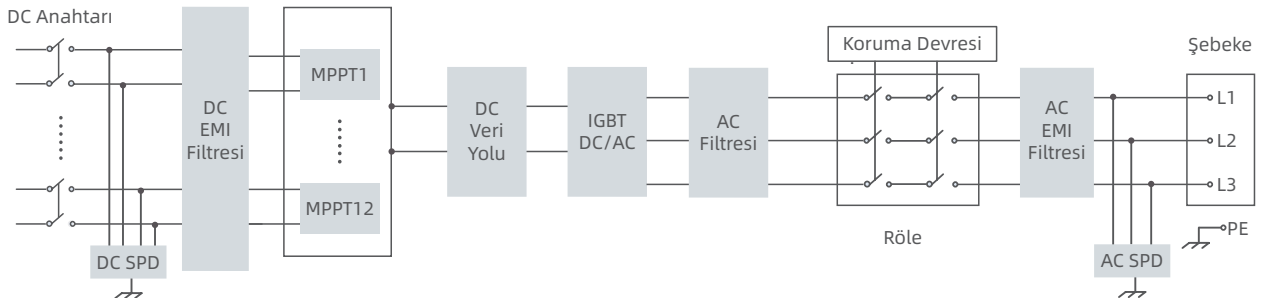 DC Anahtarı
DC
EMI
Filtresi
DC SPD
MPPT1
MPPT12
DC
Veri
Yolu
IGBT
DC/AC
AC
Filtresi
Koruma Devresi
Röle
AC
EMI
Filtresi
AC SPD
Şebeke
L1
L2
L3
PE